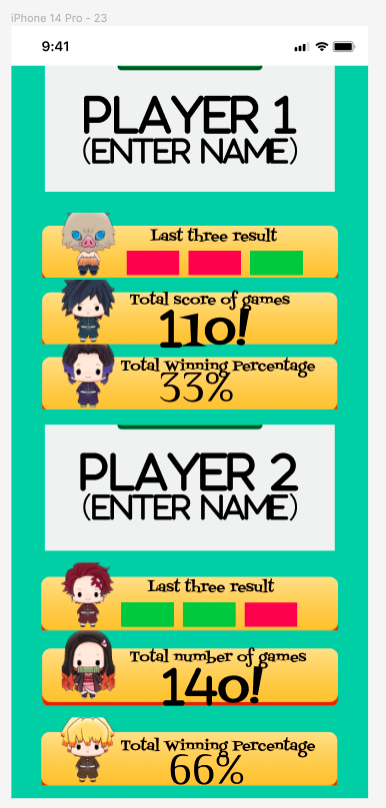 iPhone 14 Pro - 23
9:41
PLAYER 1
(ENTER NAME)
Last three result
Total score of games
110!
Total Winning Percentage
33%
PLAYER 2
(ENTER NAME)
Last three result
Total number of games
140!
Total Winning Percentage
66%